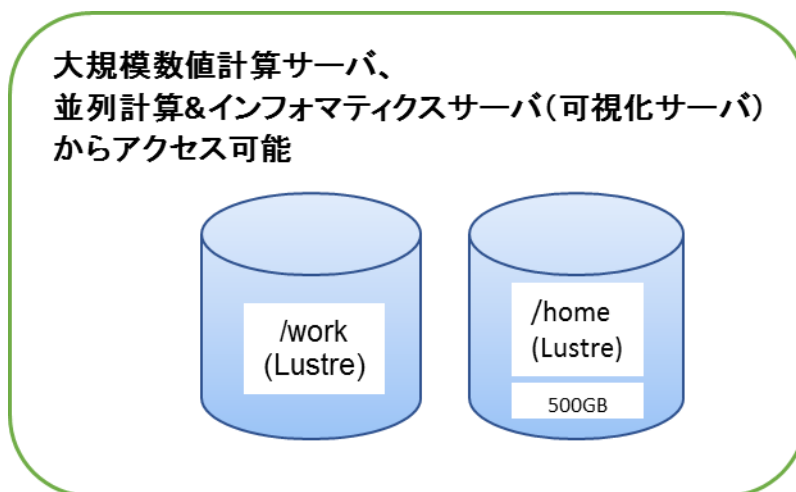 大規模数値計算サーバ、
並列計算&インフォマティクスサーバ(可視化サーバ)
からアクセス可能
/work
(Lustre)
/home
(Lustre)
500GB